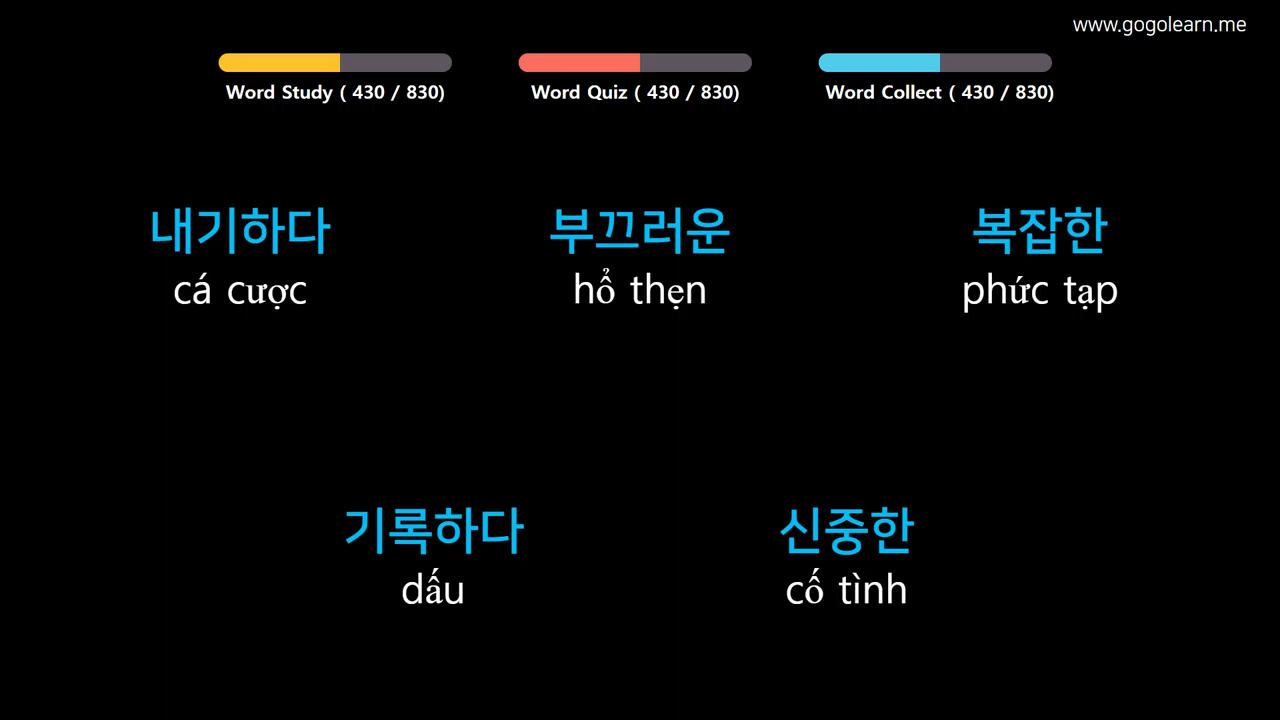 www.gogolearn.me
Word Study ( 430 / 830)
Word Quiz ( 430 / 830)
Word Collect ( 430 / 830)
내기하다
cá cược
부끄러운
hổ thẹn
복잡한
phức tạp
기록하다
dấu
신중한
cố tình